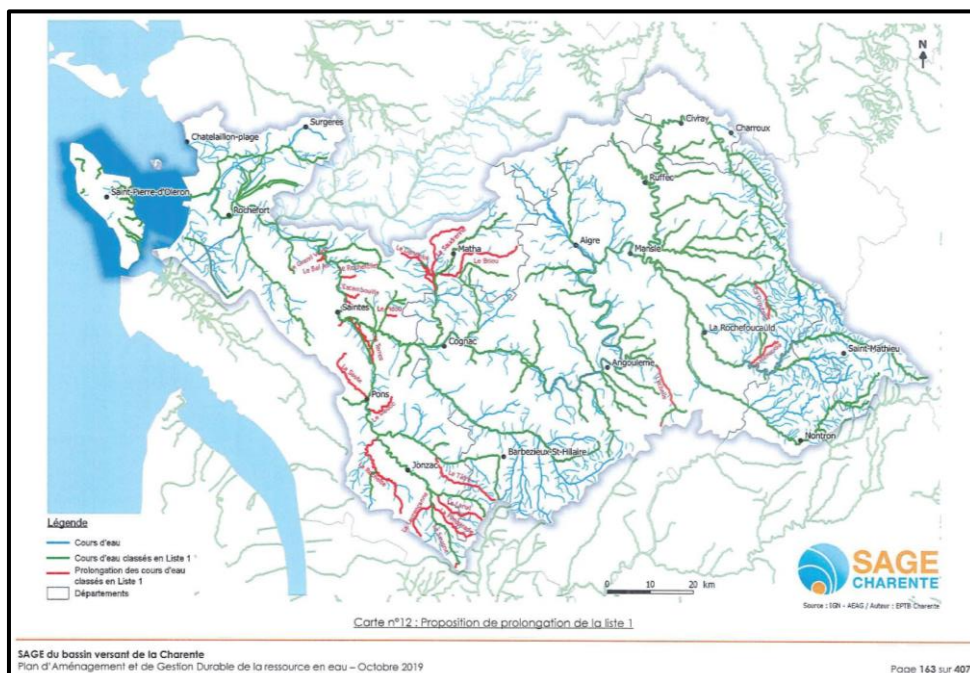 N
Surgeres
Chatelaillon-plage
Civray
Charroux
Ruffec
Saint-Pierre-d'Oleron
Rochefort
Matha
Le Briou
Aigre
Mansle
Saintes
La Rochefoucauld
Cognac
Saint-Mathieu
Angouleme
Pons
Nontron
Barbezieux-St-Hilaire
Jonzac
Légende
Cours d'eau
Cours d'eau classés en Liste 1
Prolongation des cours d'eau
classés en Liste 1
Départements
0 10 20 km
SAGE
CHARENTE
Source : IGN - AEAG / Auteur : EPTB Charente
Carte n°12 : Proposition de prolongation de la liste 1
SAGE du bassin versant de la Charente
Plan d'Aménagement et de Gestion Durable de la ressource en eau – Octobre 2019
Page 163 sur 407